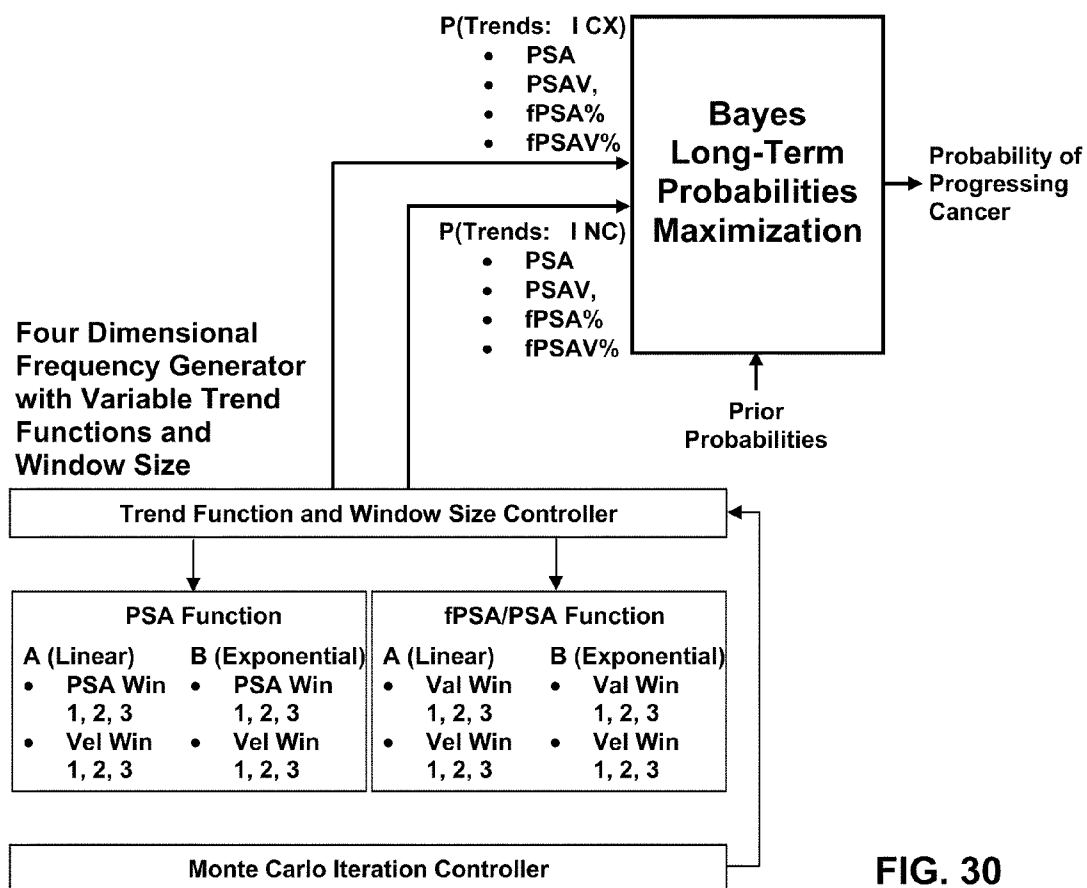 P(Trends: I CX)
• PSA
• PSAV,
• fPSA%
• fPSAV%
Bayes
Long-Term
Probabilities
Maximization
Probability of
Progressing
Cancer
P(Trends: I NC)
• PSA
• PSAV,
• fPSA%
• fPSAV%
Prior
Probabilities
Four Dimensional
Frequency Generator
with Variable Trend
Functions and
Window Size
Trend Function and Window Size Controller
PSA Function
A (Linear)
• PSA Win
1, 2, 3
• Vel Win
1, 2, 3
B (Exponential)
• PSA Win
1, 2, 3
• Vel Win
1, 2, 3
fPSA/PSA Function
A (Linear)
• Val Win
1, 2, 3
• Vel Win
1, 2, 3
B (Exponential)
• Val Win
1, 2, 3
• Vel Win
1, 2, 3
Monte Carlo Iteration Controller
FIG. 30